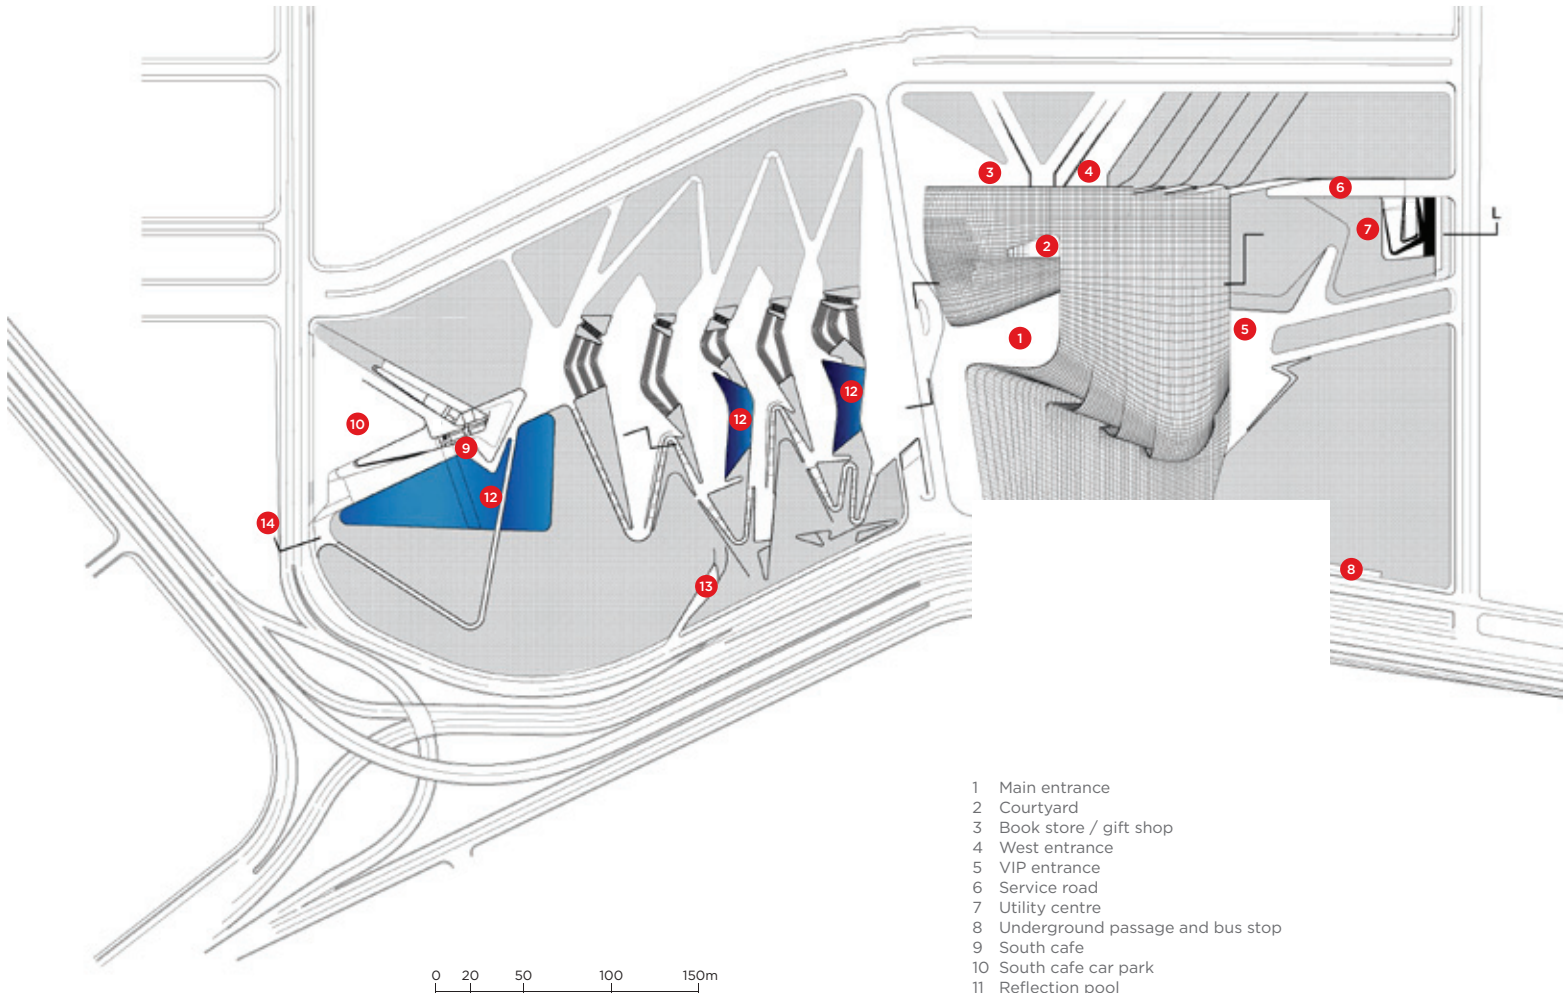 3
4
6
L
7
2
5
1
12
12
10
9
12
14
8
13
1 Main entrance
2 Courtyard
3 Book store / gift shop
4 West entrance
5 VIP entrance
6 Service road
7 Utility centre
8 Underground passage and bus stop
9 South cafe
10 South cafe car park
11 Reflection pool
0 20 50 100 150m